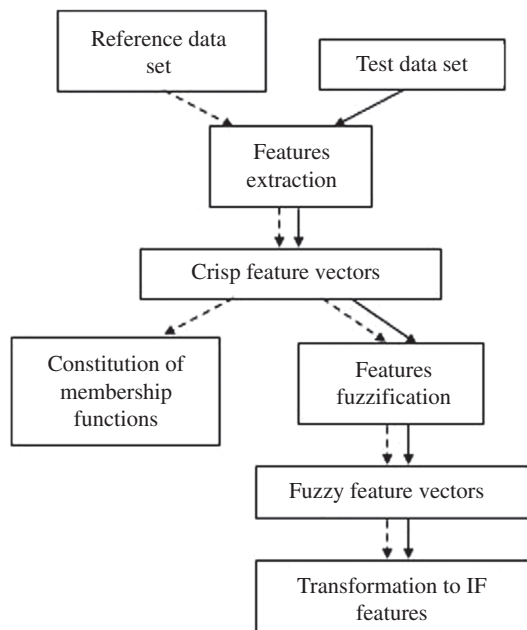 Reference data
set
Test data set
Features
extraction
Crisp feature vectors
Constitution of
membership
functions
Features
fuzzification
Fuzzy feature vectors
Transformation to IF
features